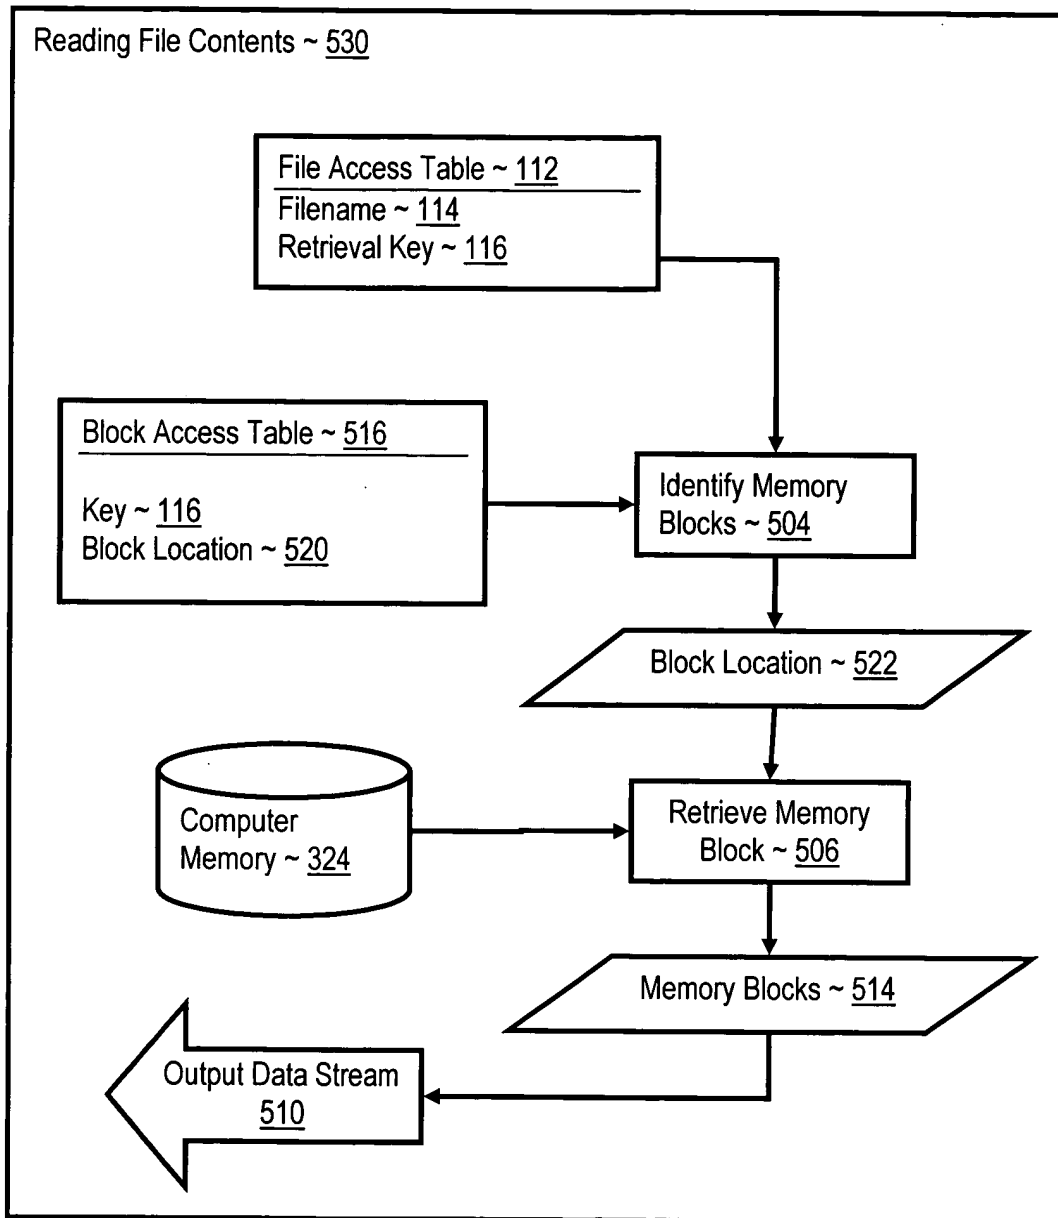 Reading File Contents ~ 530
File Access Table ~ 112
Filename ~ 114
Retrieval Key ~ 116
Block Access Table ~ 516
Key ~ 116
Block Location ~ 520
Identify Memory
Blocks ~ 504
Block Location ~ 522
Computer
Memory ~ 324
Retrieve Memory
Block ~ 506
Memory Blocks ~ 514
Output Data Stream
510